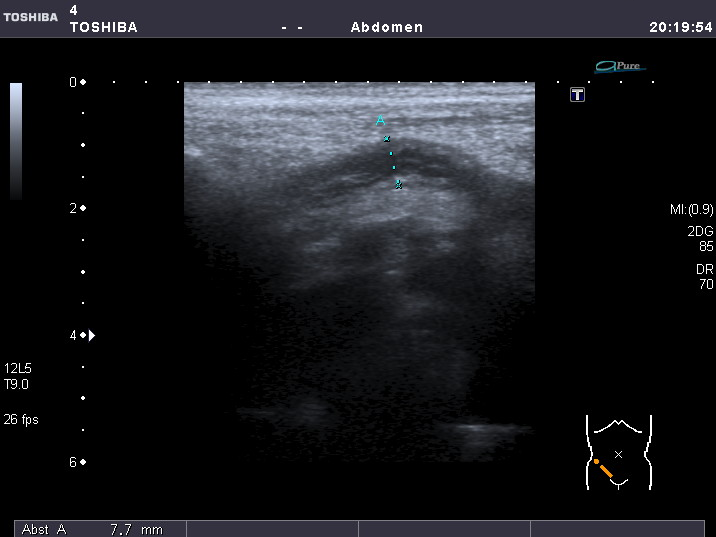 TOSHIBA
4
TOSHIBA - - Abdomen 20:19:54
aPure
T
A
0
2
4
6
MI:(0.9)
2DG
85
DR
70
12L5
T9.0
26 fps
Abst A 7.7 mm